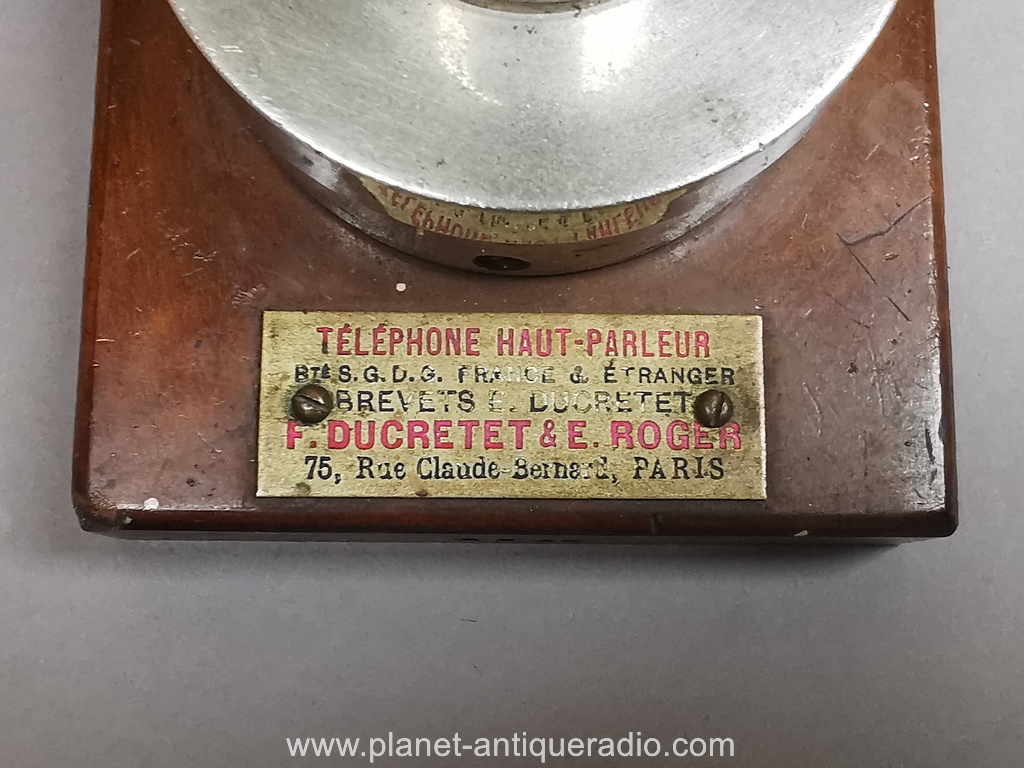 TÉLÉPHONE HAUT-PARLEUR
BTÉ S.G.D.G. FRANCE & ÉTRANGER
BREVETS E. DUCRETET
F. DUCRETET & E. ROGER
75, Rue Claude-Bernard, PARIS
www.planet-antiqueradio.com